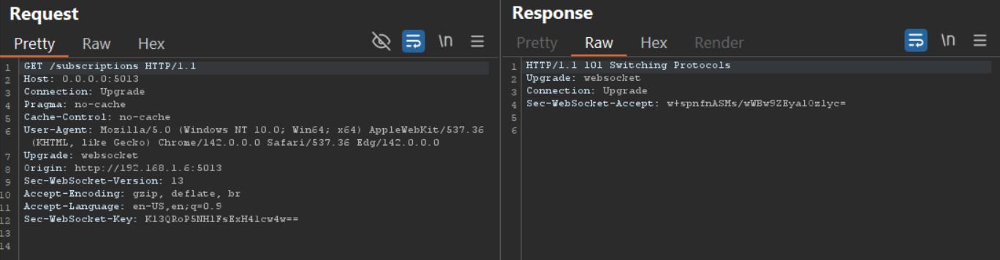 Request
Pretty Raw Hex \n
1 GET /subscriptions HTTP/1.1
2 Host: 0.0.0.0:5013
3 Connection: Upgrade
4 Pragma: no-cache
5 Cache-Control: no-cache
6 User-Agent: Mozilla/5.0 (Windows NT 10.0; Win64; x64) AppleWebKit/537.36
(KHTML, like Gecko) Chrome/142.0.0.0 Safari/537.36 Edg/142.0.0.0
7 Upgrade: websocket
8 Origin: http://192.168.1.6:5013
9 Sec-WebSocket-Version: 13
10 Accept-Encoding: gzip, deflate, br
11 Accept-Language: en-US,en;q=0.9
12 Sec-WebSocket-Key: Kl3QRoP5NHlFsExH4lcw4w==
13
14
Response
Pretty Raw Hex Render \n
1 HTTP/1.1 101 Switching Protocols
2 Upgrade: websocket
3 Connection: Upgrade
4 Sec-WebSocket-Accept: w+spnfnASMs/wWBw9ZEyalOzlyc=
5
6